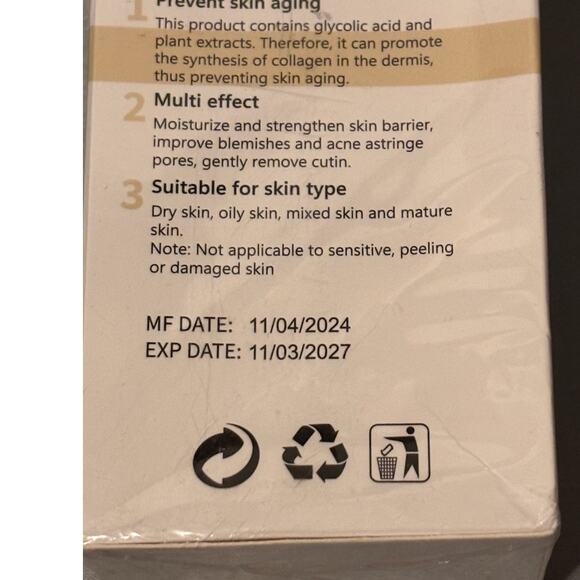 1 Prevent skin aging
This product contains glycolic acid and
plant extracts. Therefore, it can promote
the synthesis of collagen in the dermis,
thus preventing skin aging.
2 Multi effect
Moisturize and strengthen skin barrier,
improve blemishes and acne astringe
pores, gently remove cutin.
3 Suitable for skin type
Dry skin, oily skin, mixed skin and mature
skin.
Note: Not applicable to sensitive, peeling
or damaged skin
MF DATE: 11/04/2024
EXP DATE: 11/03/2027